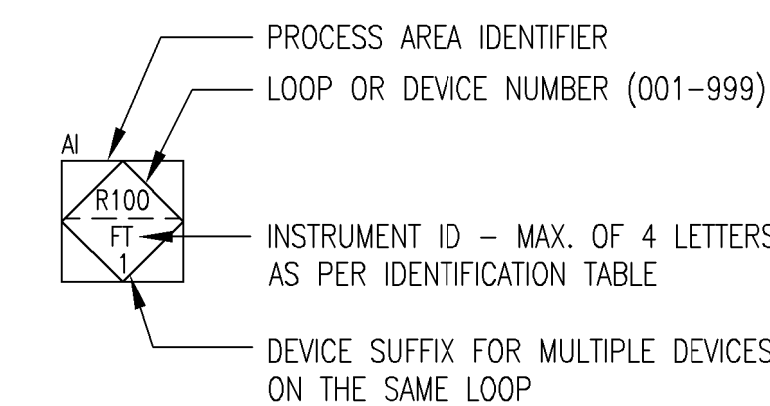 PROCESS AREA IDENTIFIER
LOOP OR DEVICE NUMBER (001-999)
AI
R100
FT
1
INSTRUMENT ID - MAX. OF 4 LETTERS
AS PER IDENTIFICATION TABLE
DEVICE SUFFIX FOR MULTIPLE DEVICES
ON THE SAME LOOP